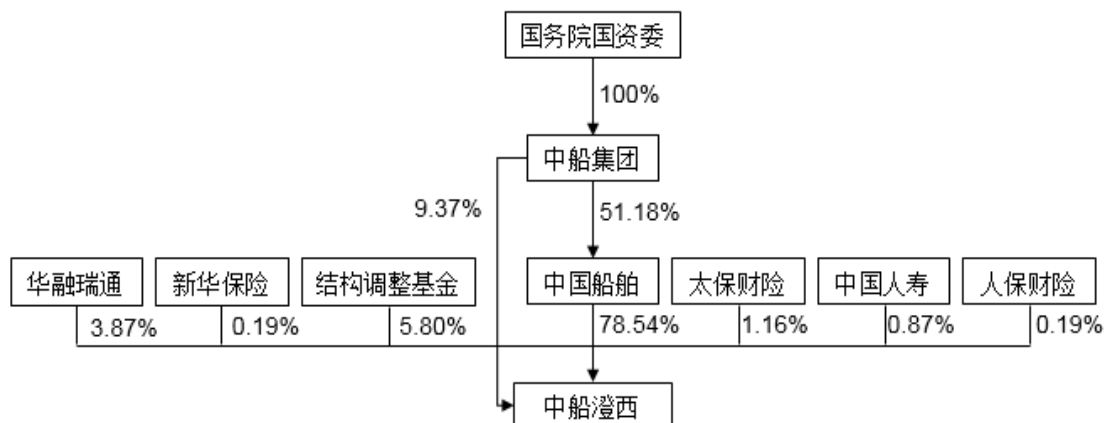 国务院国资委
100%
中船集团
9.37%
51.18%
华融瑞通
新华保险
结构调整基金
中国船舶
太保财险
中国人寿
人保财险
3.87%
0.19%
5.80%
78.54%
1.16%
0.87%
0.19%
中船澄西